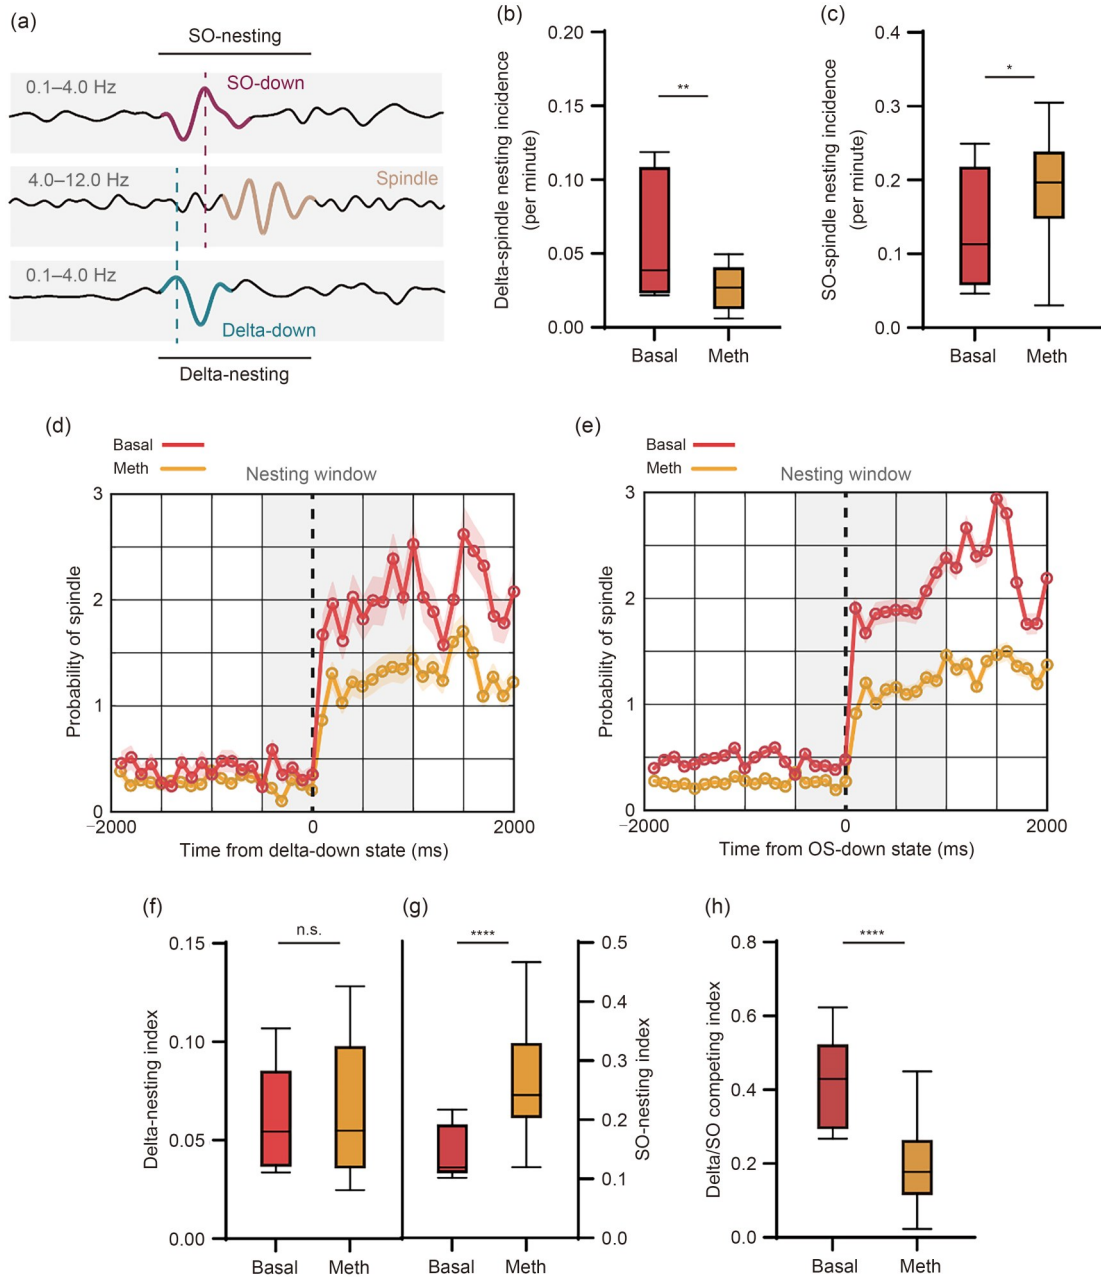 (a)
SO-nesting
0.1–4.0 Hz
SO-down
4.0–12.0 Hz
Spindle
0.1–4.0 Hz
Delta-down
Delta-nesting
(b)
Delta-spindle nesting incidence
(per minute)
0.20
0.15
0.10
0.05
0.00
**
Basal
Meth
(c)
SO-spindle nesting incidence
(per minute)
0.4
0.3
0.2
0.1
0.0
*
Basal
Meth
(d)
Basal
Meth
Nesting window
Probability of spindle
3
2
1
0
−2000
0
2000
Time from delta-down state (ms)
(e)
Basal
Meth
Nesting window
Probability of spindle
3
2
1
0
−2000
0
2000
Time from OS-down state (ms)
(f)
Delta-nesting index
0.15
0.10
0.05
0.00
n.s.
Basal
Meth
(g)
****
0.5
0.4
0.3
0.2
0.1
0.0
SO-nesting index
Basal
Meth
(h)
Delta/SO competing index
0.8
0.6
0.4
0.2
0.0
****
Basal
Meth